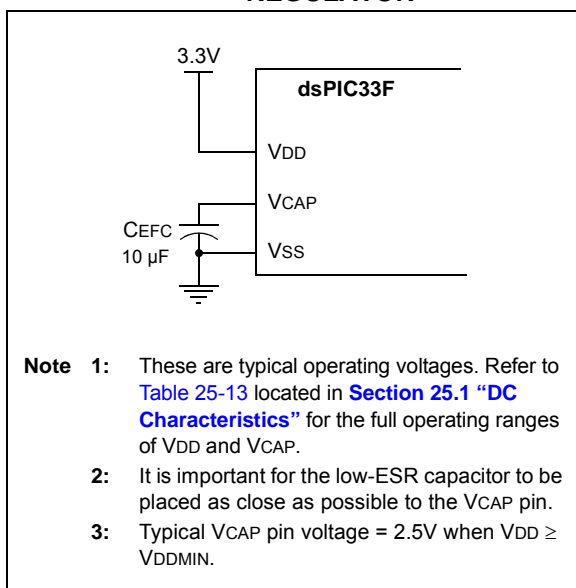 3.3V
dsPIC33F
VDD
VCAP
CEFC
10 µF
VSS
Note 1: These are typical operating voltages. Refer to
Table 25-13 located in Section 25.1 “DC
Characteristics” for the full operating ranges
of VDD and VCAP.
2: It is important for the low-ESR capacitor to be
placed as close as possible to the VCAP pin.
3: Typical VCAP pin voltage = 2.5V when VDD ≥
VDDMIN.